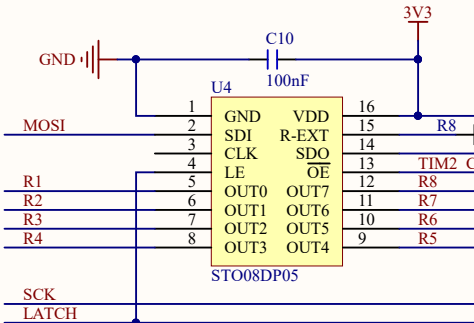 3V3
C10
GND
100nF
U4
1 GND VDD 16
MOSI 2 SDI R-EXT 15 R8
3 CLK SDO 14
4 LE OE 13 TIM2
R1 5 OUT0 OUT7 12 R8
R2 6 OUT1 OUT6 11 R7
R3 7 OUT2 OUT5 10 R6
R4 8 OUT3 OUT4 9 R5
STO08DP05
SCK
LATCH